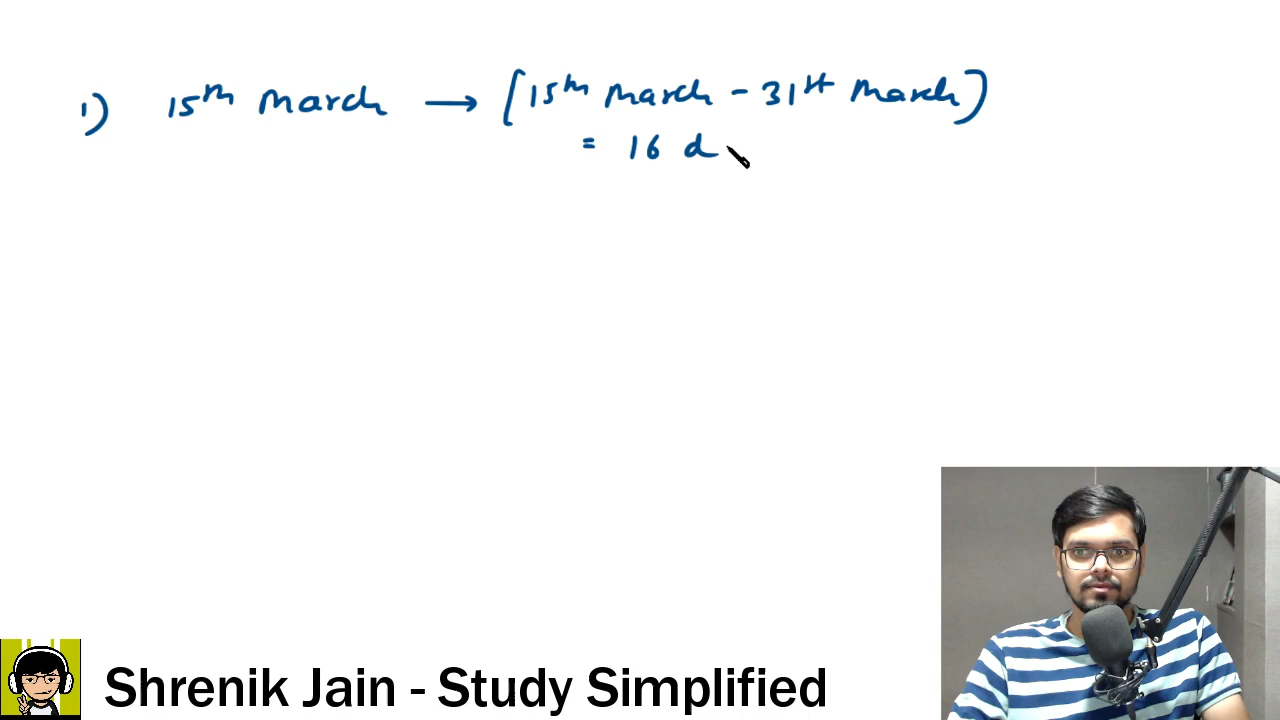 1) 15th March → [15th March - 31st March)
= 16 d
Shrenik Jain - Study Simplified